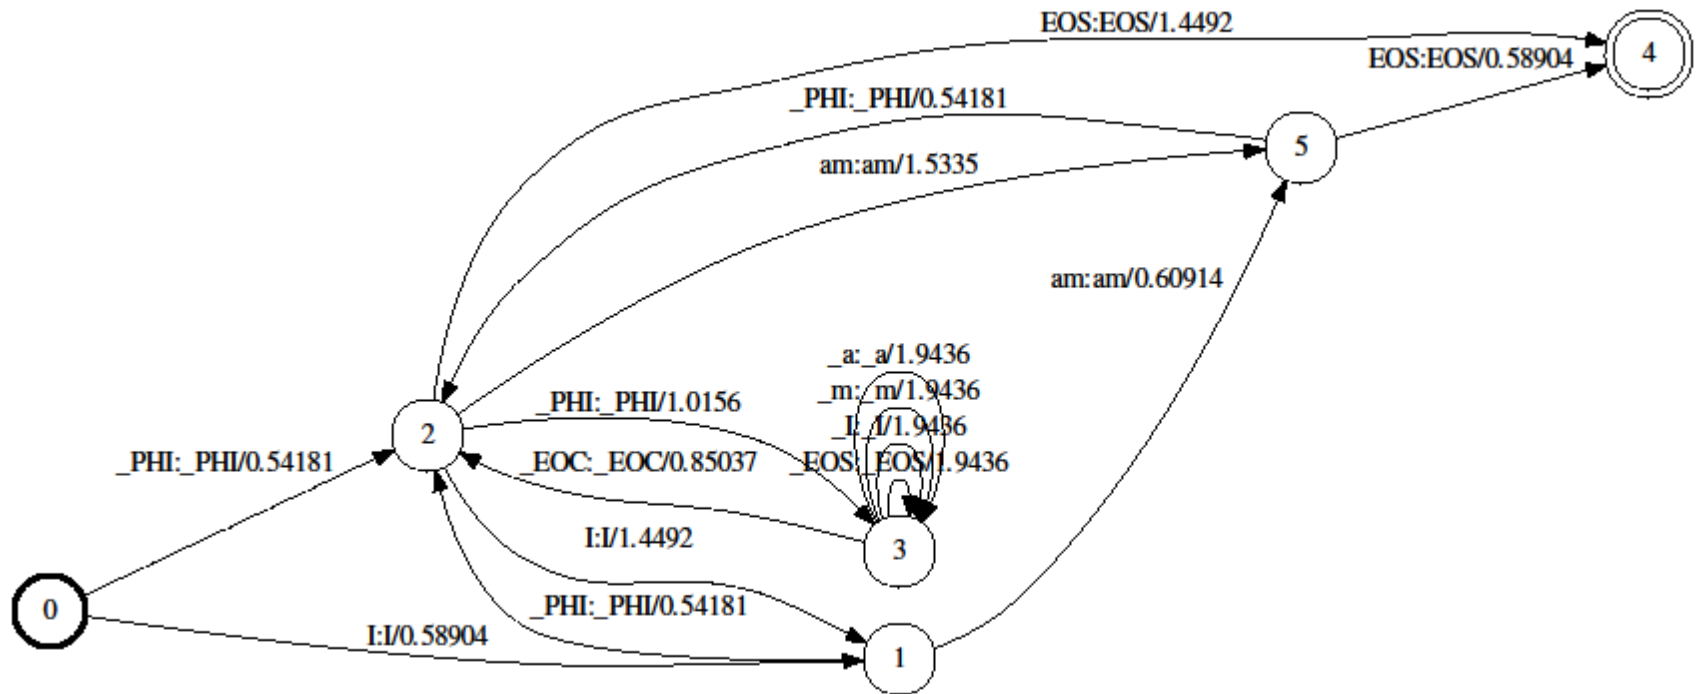 EOS:EOS/1.4492
4
EOS:EOS/0.58904
_PHI:_PHI/0.54181
5
am:am/1.5335
am:am/0.60914
_a:_a/1.9436
_m:_m/1.9436
_PHI:_PHI/1.0156
_I:_I/1.9436
2
_PHI:_PHI/0.54181
_EOC:_EOC/0.85037
_EOS:_EOS/1.9436
I:I/1.4492
3
_PHI:_PHI/0.54181
0
I:I/0.58904
1